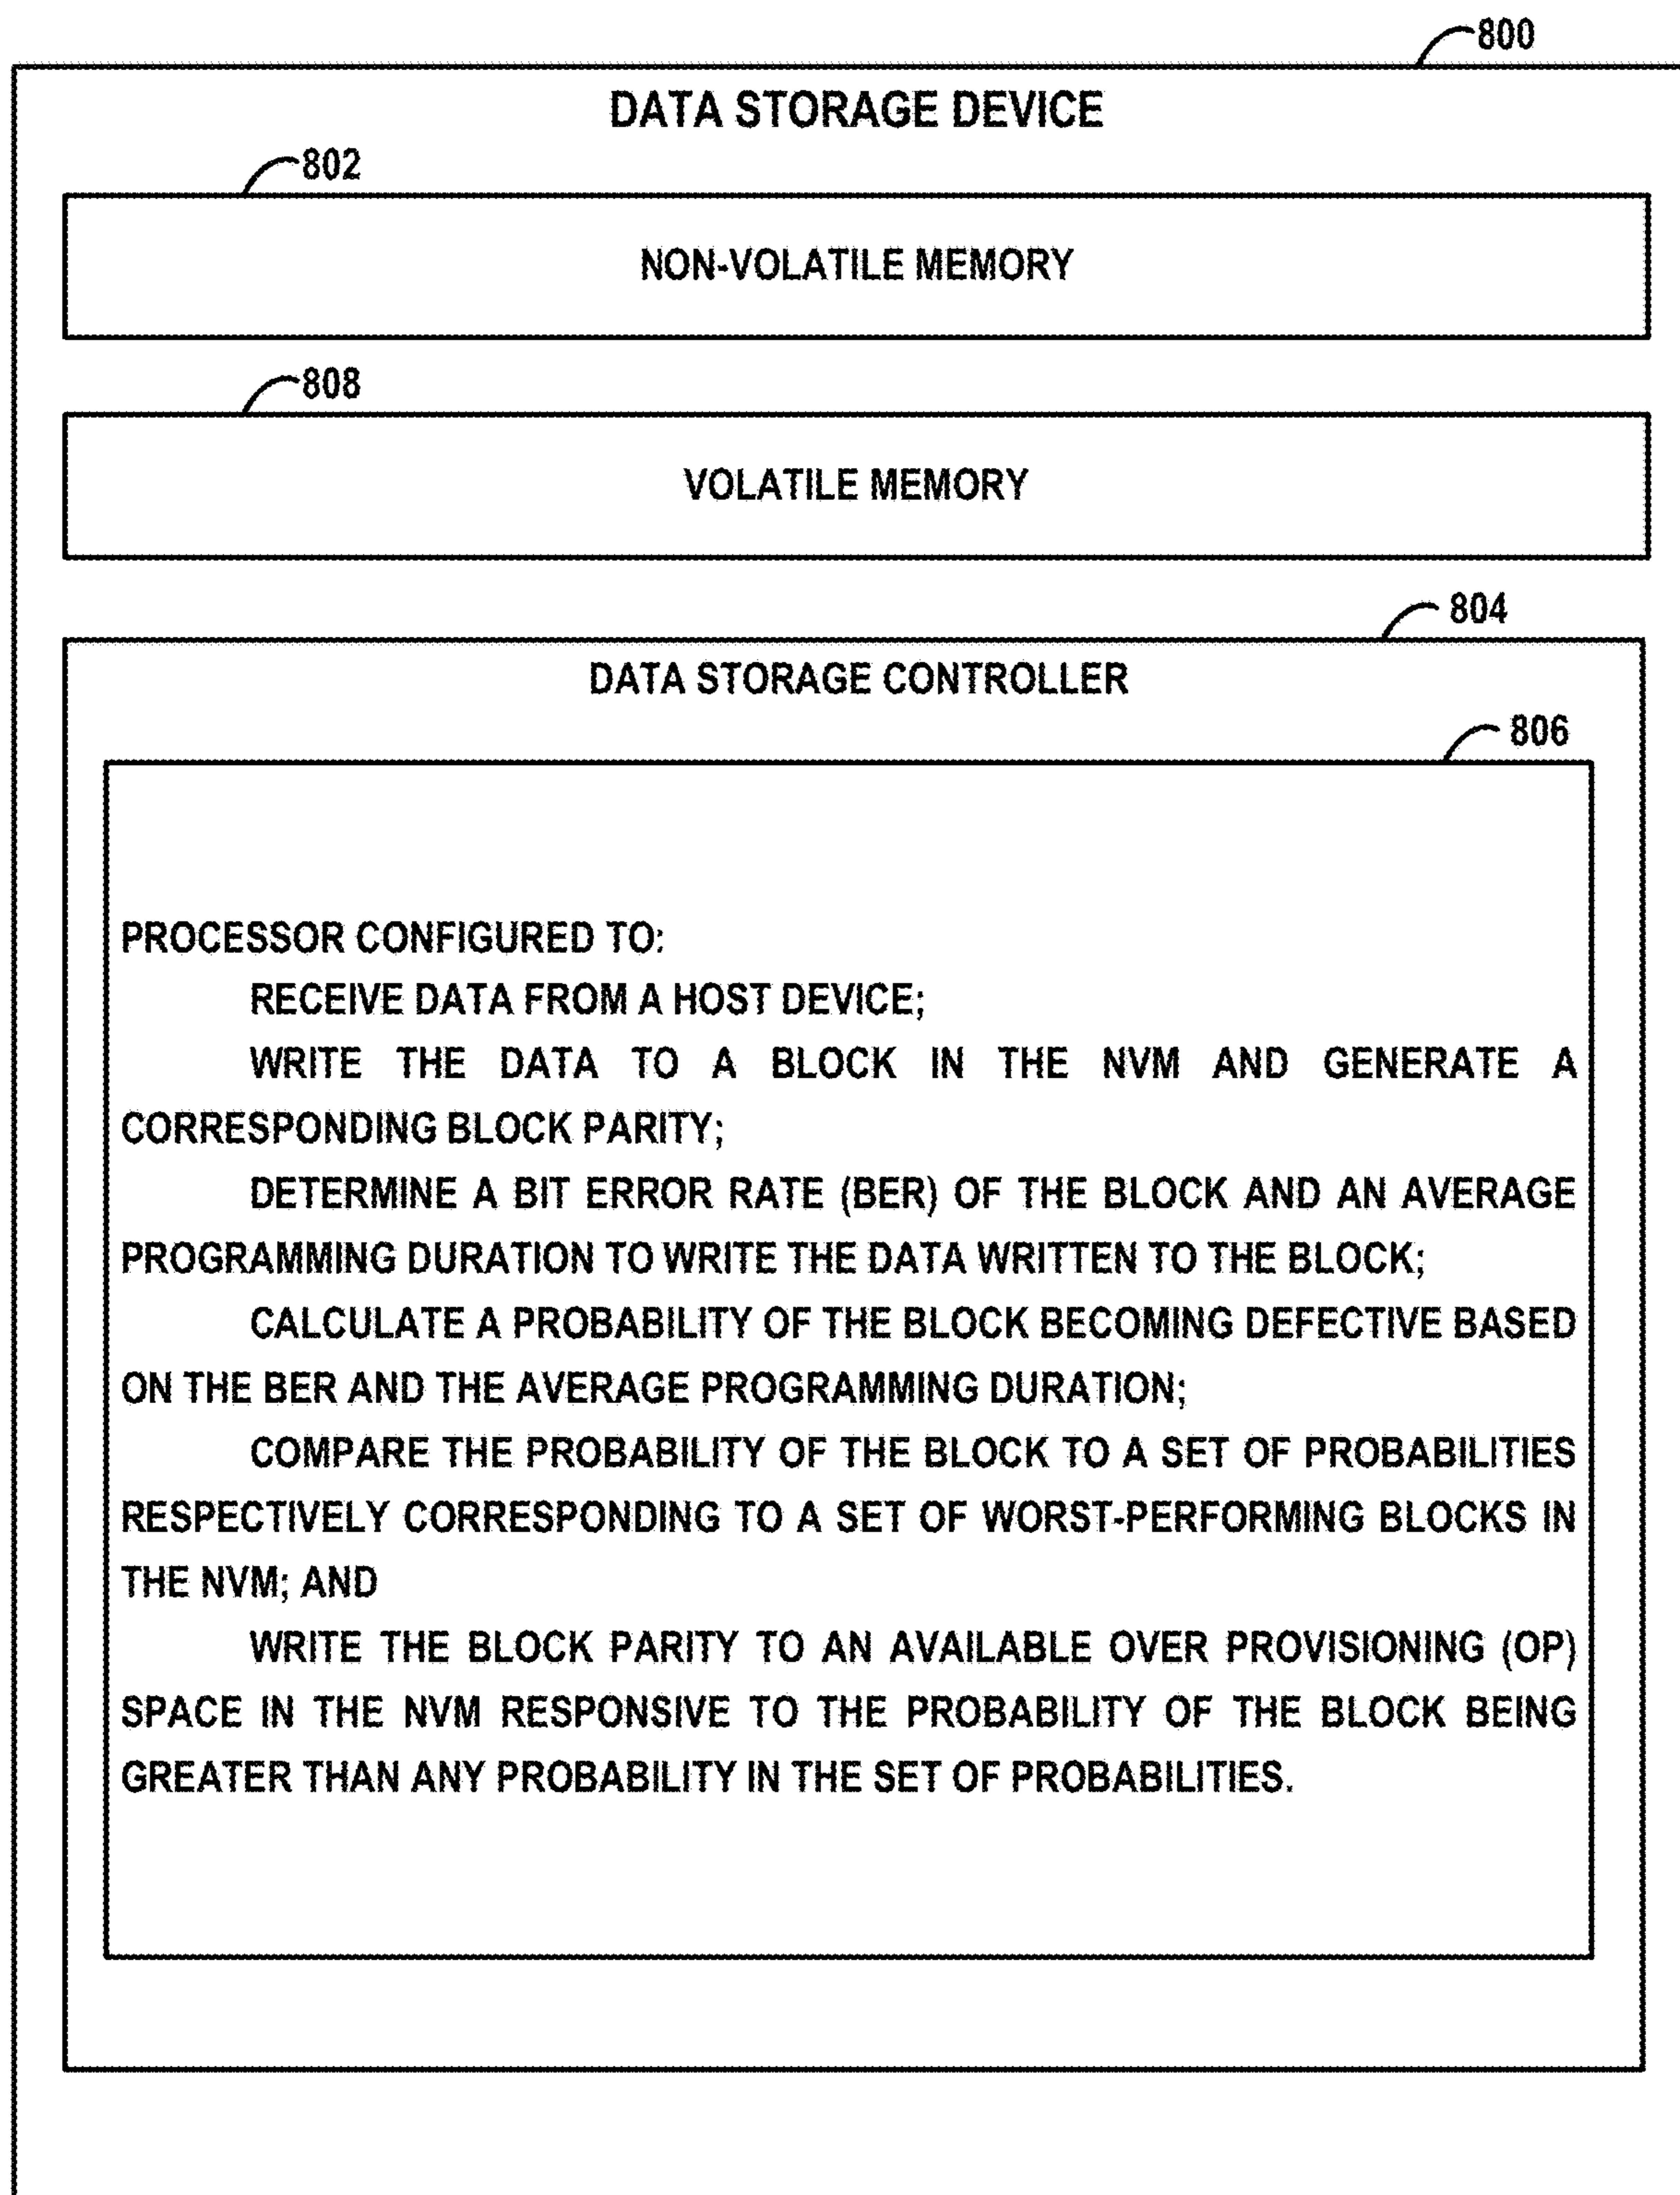 800
DATA STORAGE DEVICE
802
NON-VOLATILE MEMORY
808
VOLATILE MEMORY
804
DATA STORAGE CONTROLLER
806
PROCESSOR CONFIGURED TO:
RECEIVE DATA FROM A HOST DEVICE;
WRITE THE DATA TO A BLOCK IN THE NVM AND GENERATE A
CORRESPONDING BLOCK PARITY;
DETERMINE A BIT ERROR RATE (BER) OF THE BLOCK AND AN AVERAGE
PROGRAMMING DURATION TO WRITE THE DATA WRITTEN TO THE BLOCK;
CALCULATE A PROBABILITY OF THE BLOCK BECOMING DEFECTIVE BASED
ON THE BER AND THE AVERAGE PROGRAMMING DURATION;
COMPARE THE PROBABILITY OF THE BLOCK TO A SET OF PROBABILITIES
RESPECTIVELY CORRESPONDING TO A SET OF WORST-PERFORMING BLOCKS IN
THE NVM; AND
WRITE THE BLOCK PARITY TO AN AVAILABLE OVER PROVISIONING (OP)
SPACE IN THE NVM RESPONSIVE TO THE PROBABILITY OF THE BLOCK BEING
GREATER THAN ANY PROBABILITY IN THE SET OF PROBABILITIES.